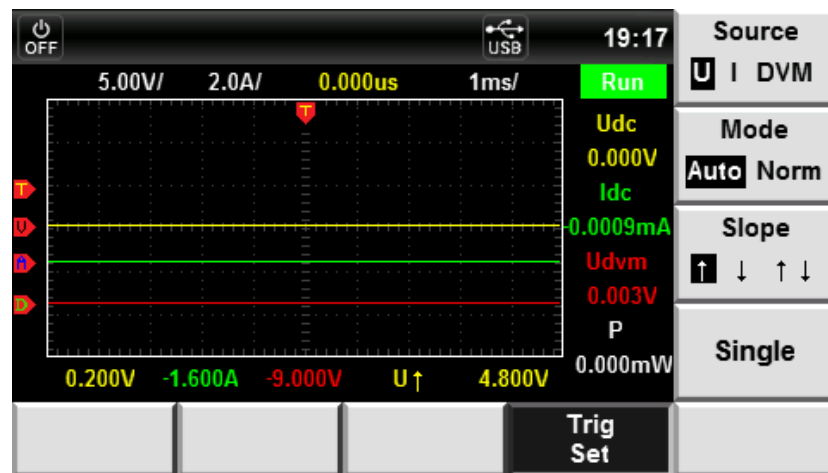 OFF
USB
19:17
Source
U I DVM
5.00V/ 2.0A/ 0.000us 1ms/ Run
T
Udc
0.000V
Mode
Auto Norm
Idc
-0.0009mA
T
V
A
D
Slope
↑ ↓ ↑↓
Udvm
0.003V
P
0.000mW
Single
0.200V -1.600A -9.000V U↑ 4.800V
Trig
Set